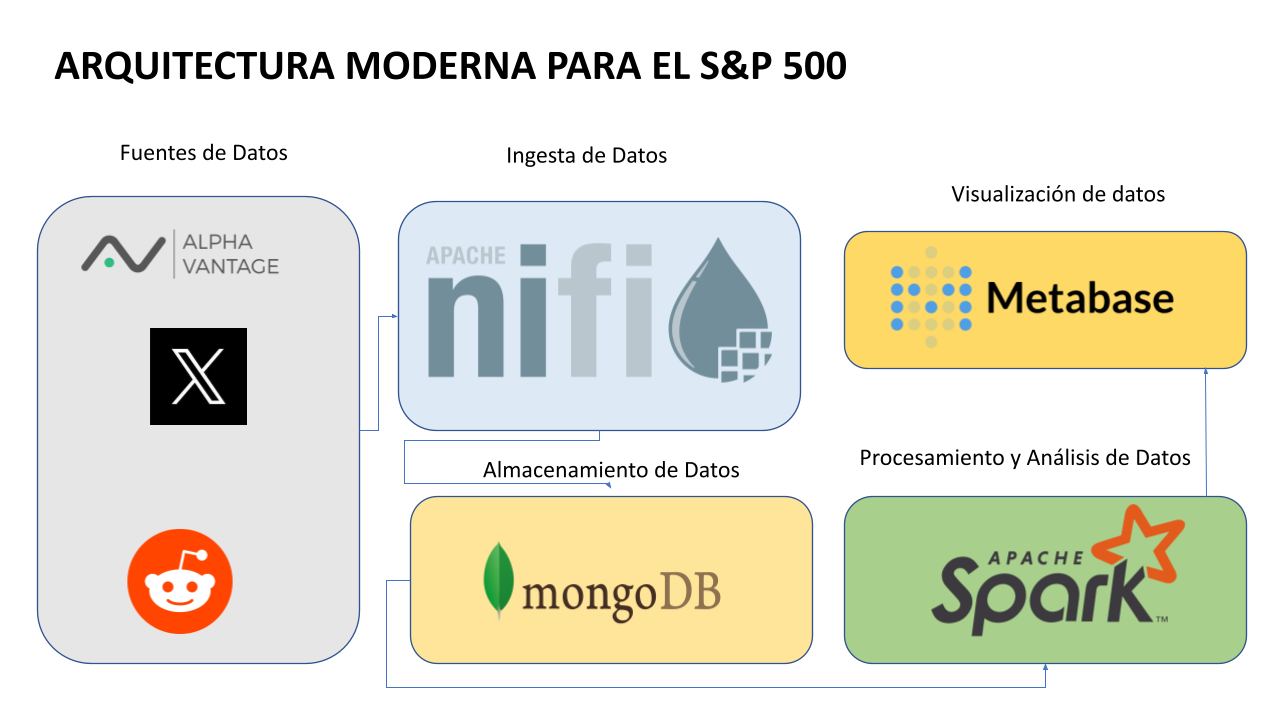 ARQUITECTURA MODERNA PARA EL S&P 500
Fuentes de Datos
ALPHA
VANTAGE
Ingesta de Datos
APACHE
nifi
Almacenamiento de Datos
mongoDB
Visualización de datos
Metabase
Procesamiento y Análisis de Datos
APACHE
Spark™